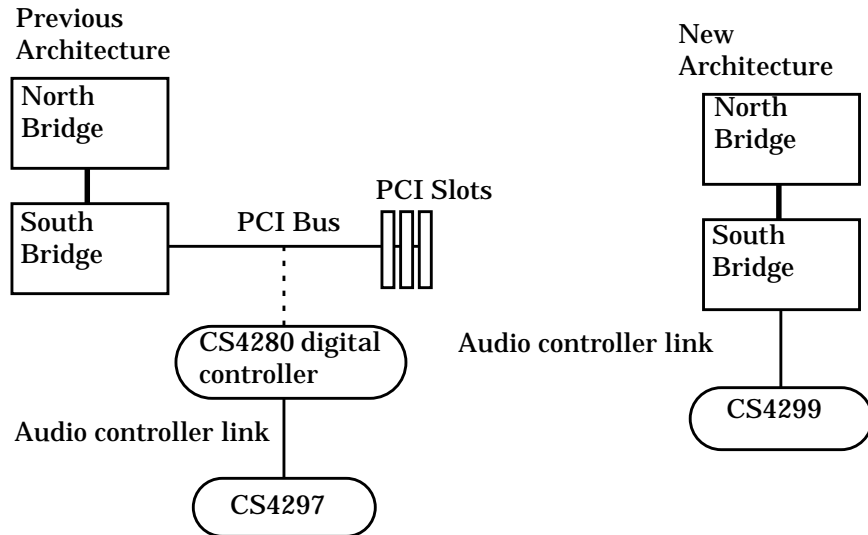 Previous
Architecture
North
Bridge
South
Bridge
PCI Bus
PCI Slots
CS4280 digital
controller
Audio controller link
CS4297
New
Architecture
North
Bridge
South
Bridge
Audio controller link
CS4299